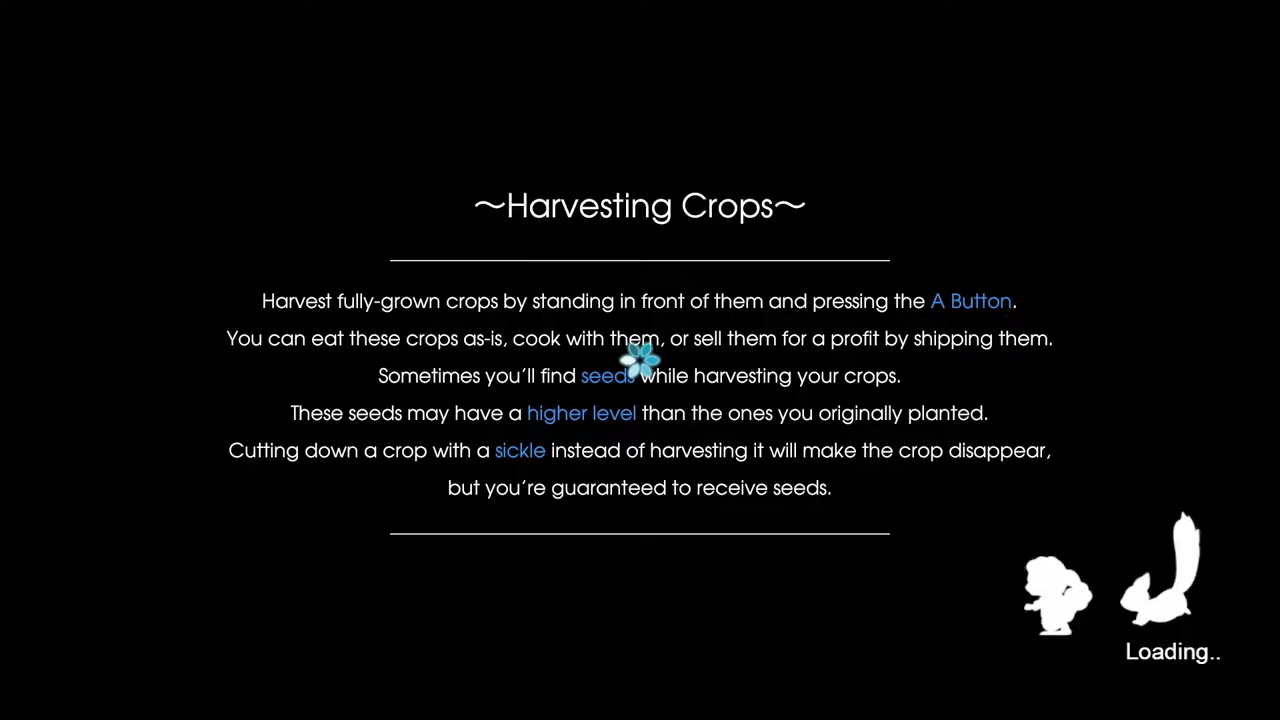 ～Harvesting Crops～
Harvest fully-grown crops by standing in front of them and pressing the A Button.
You can eat these crops as-is, cook with them, or sell them for a profit by shipping them.
Sometimes you'll find seeds while harvesting your crops.
These seeds may have a higher level than the ones you originally planted.
Cutting down a crop with a sickle instead of harvesting it will make the crop disappear,
but you're guaranteed to receive seeds.
Loading..